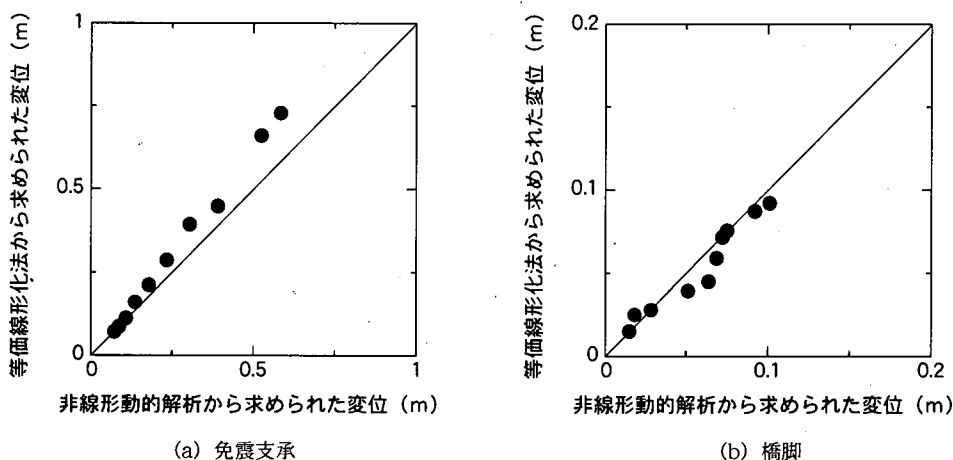 等価線形化法から求められた変位（m）
1
0.5
0
0
0.5
1
非線形動的解析から求められた変位（m）
(a) 免震支承
等価線形化法から求められた変位（m）
0.2
0.1
0
0
0.1
0.2
非線形動的解析から求められた変位（m）
(b) 橋脚